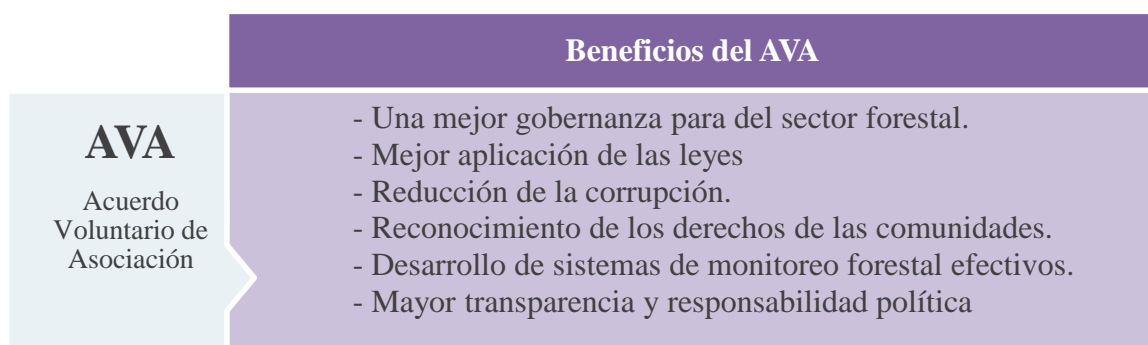 Beneficios del AVA
AVA
Acuerdo
Voluntario de
Asociación
- Una mejor gobernanza para del sector forestal.
- Mejor aplicación de las leyes
- Reducción de la corrupción.
- Reconocimiento de los derechos de las comunidades.
- Desarrollo de sistemas de monitoreo forestal efectivos.
- Mayor transparencia y responsabilidad política